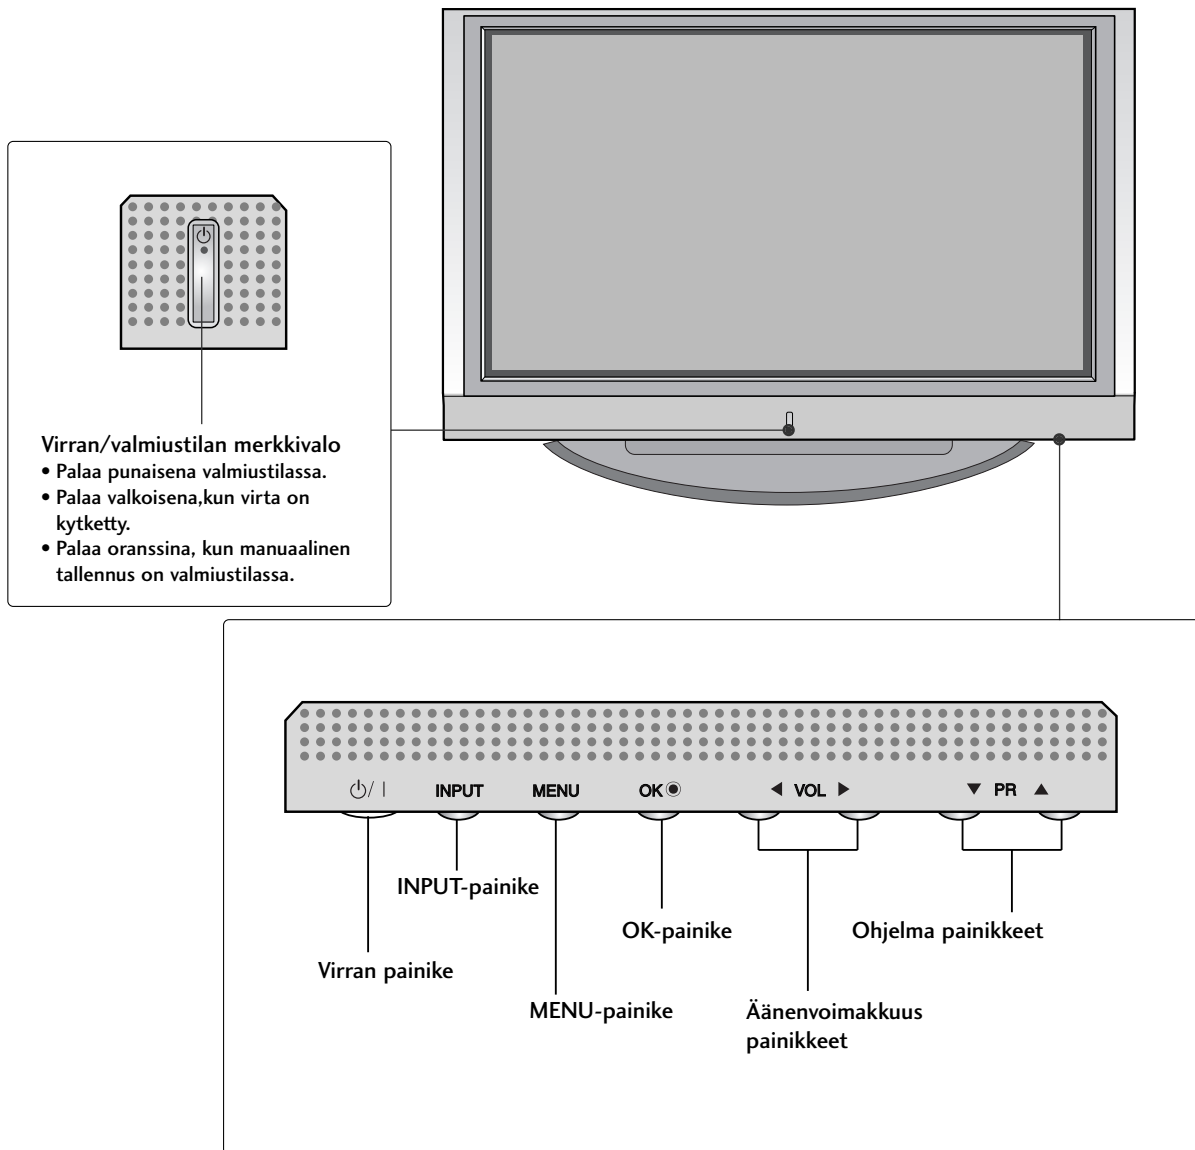 Virran/valmiustilan merkkivalo
• Palaa punaisena valmiustilassa.
• Palaa valkoisena,kun virta on
kytketty.
• Palaa oranssina, kun manuaalinen
tallennus on valmiustilassa.
⏻/ I INPUT MENU OK◉ ◀ VOL ▶ ▼ PR ▲
INPUT-painike
OK-painike
Ohjelma painikkeet
Virran painike
MENU-painike
Äänenvoimakkuus
painikkeet